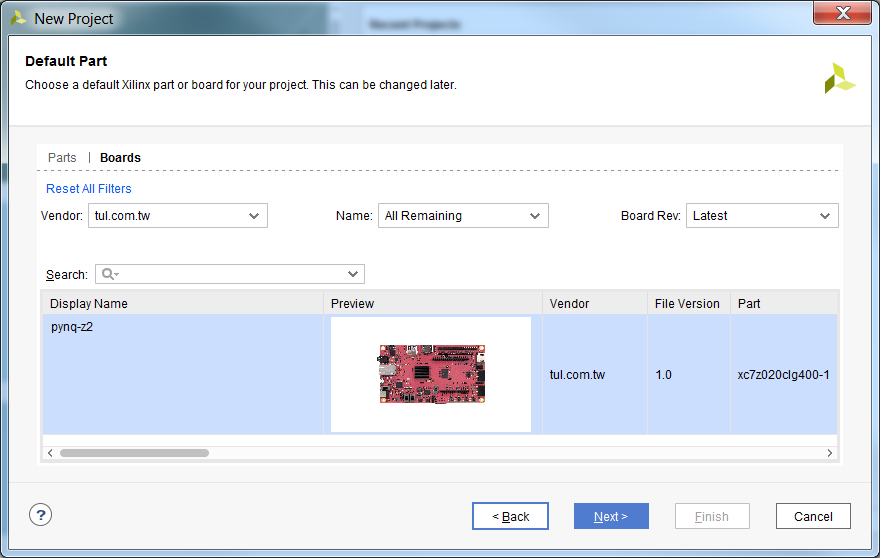 New Project
Recent Projects
Default Part
Choose a default Xilinx part or board for your project. This can be changed later.
Parts | Boards
Reset All Filters
Vendor: tul.com.tw Name: All Remaining Board Rev: Latest
Search:
Display Name Preview Vendor File Version Part
pynq-z2
tul.com.tw 1.0 xc7z020clg400-1
? < Back Next > Finish Cancel